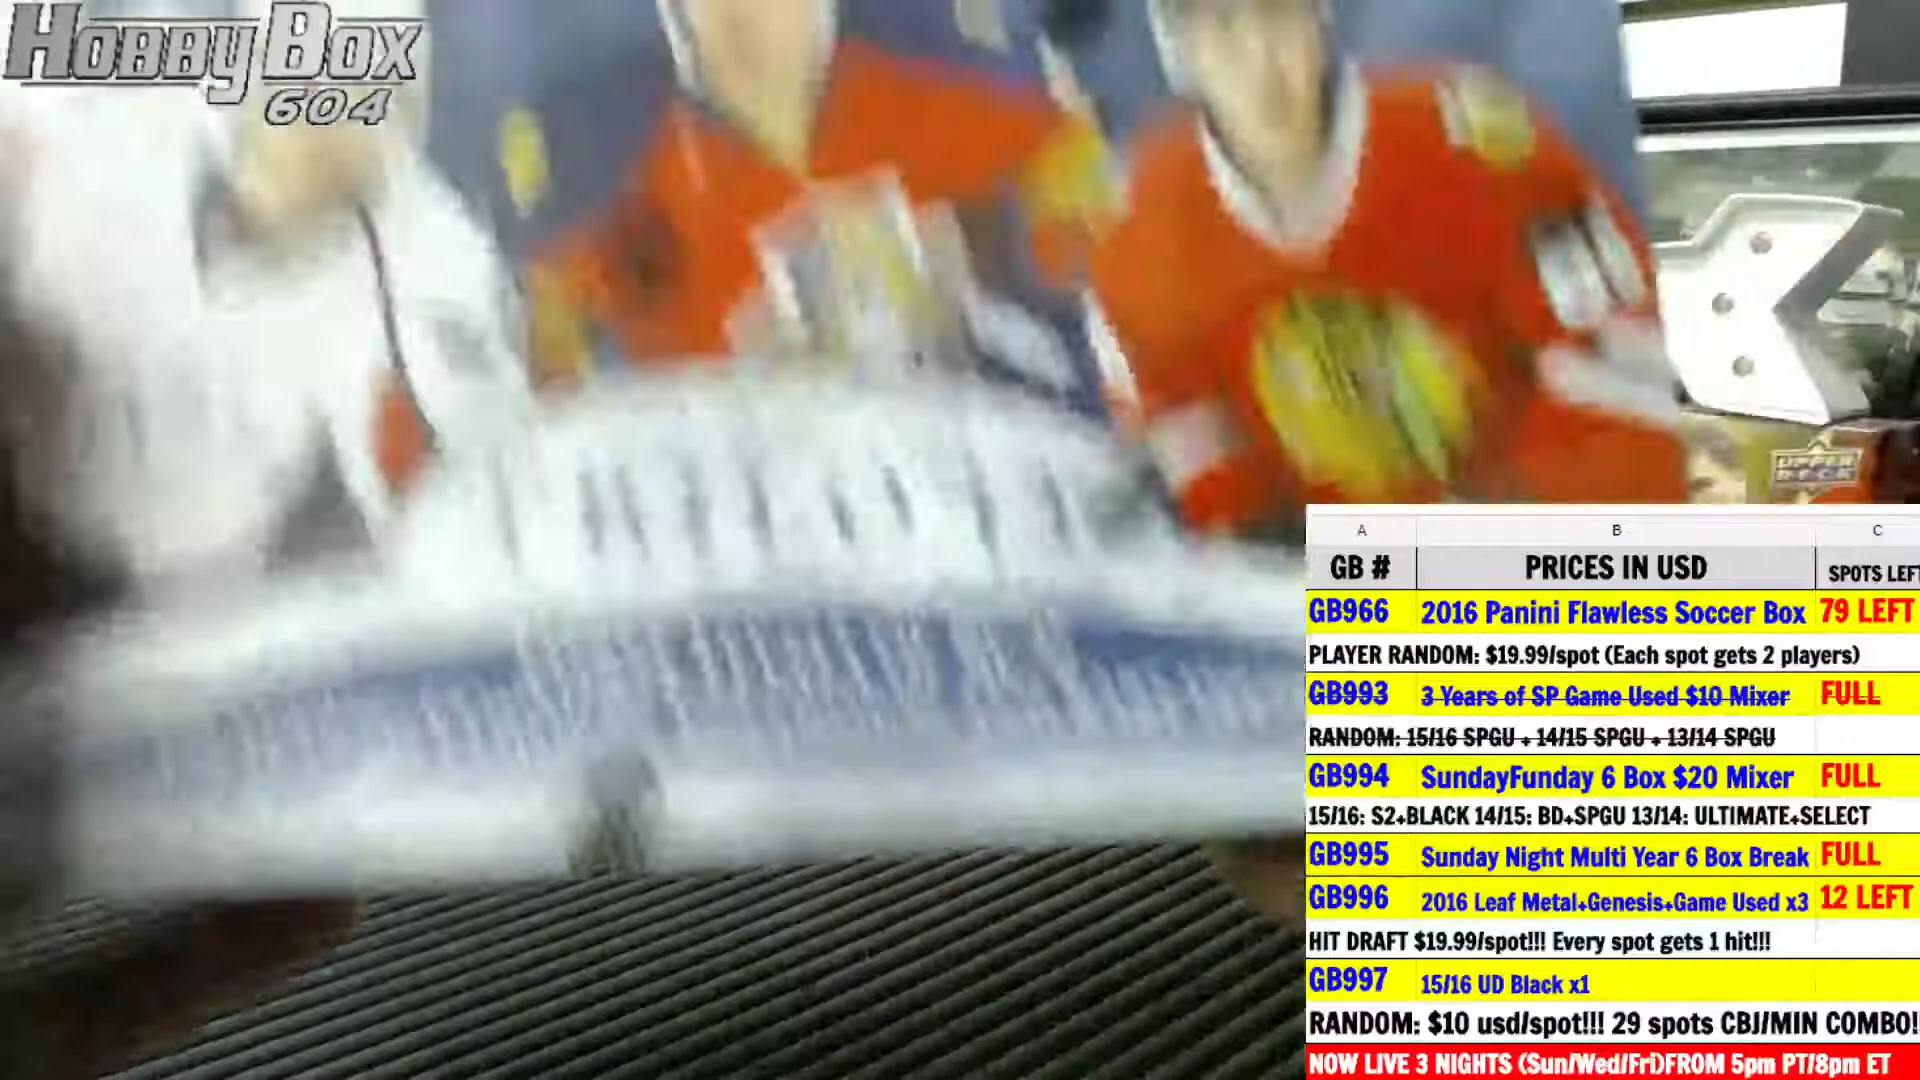 HOBBY BOX
604
UPPER
DECK
A B C
GB # PRICES IN USD SPOTS LEFT
GB966 2016 Panini Flawless Soccer Box 79 LEFT
PLAYER RANDOM: $19.99/spot (Each spot gets 2 players)
GB993 3 Years of SP Game Used $10 Mixer FULL
RANDOM: 15/16 SPGU + 14/15 SPGU + 13/14 SPGU
GB994 SundayFunday 6 Box $20 Mixer FULL
15/16: S2+BLACK 14/15: BD+SPGU 13/14: ULTIMATE+SELECT
GB995 Sunday Night Multi Year 6 Box Break FULL
GB996 2016 Leaf Metal+Genesis+Game Used x3 12 LEFT
HIT DRAFT $19.99/spot!!! Every spot gets 1 hit!!!
GB997 15/16 UD Black x1
RANDOM: $10 usd/spot!!! 29 spots CBJ/MIN COMBO!!
NOW LIVE 3 NIGHTS (Sun/Wed/Fri)FROM 5pm PT/8pm ET